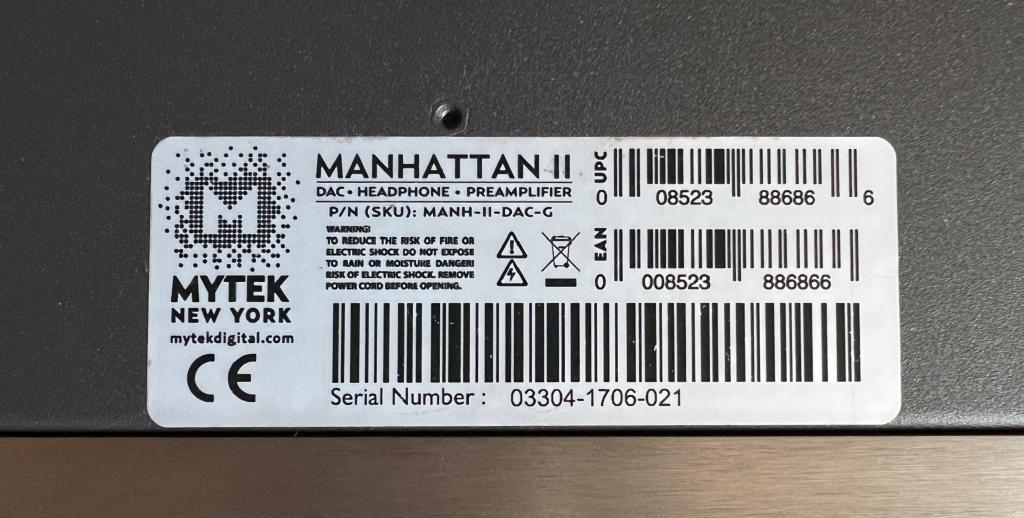 M
MYTEK
NEW YORK
mytekdigital.com
CE
MANHATTAN II
DAC • HEADPHONE • PREAMPLIFIER
P/N (SKU): MANH-II-DAC-G
WARNING!
TO REDUCE THE RISK OF FIRE OR
ELECTRIC SHOCK DO NOT EXPOSE
TO RAIN OR MOISTURE DANGER!
RISK OF ELECTRIC SHOCK. REMOVE
POWER CORD BEFORE OPENING.
UPC
0 08523 88686 6
EAN
0 008523 886866
Serial Number : 03304-1706-021